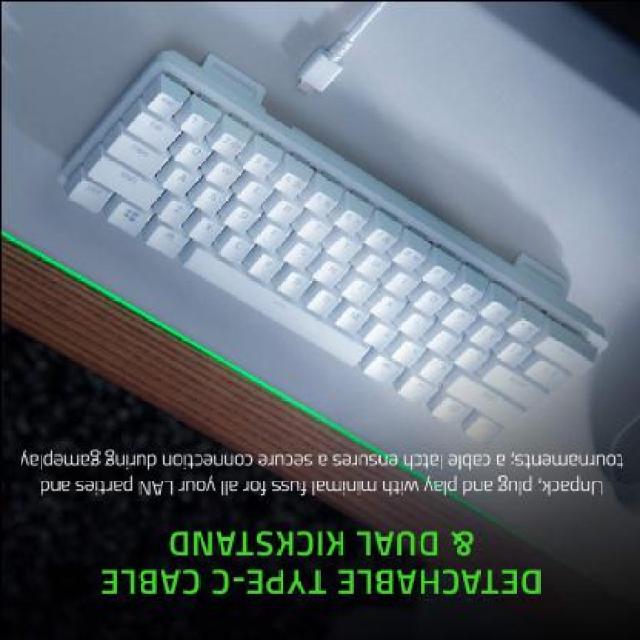 DETACHABLE TYPE-C CABLE
& DUAL KICKSTAND
Unpack, plug and play with minimal fuss for all your LAN parties and
tournaments; a cable latch ensures a secure connection during gameplay